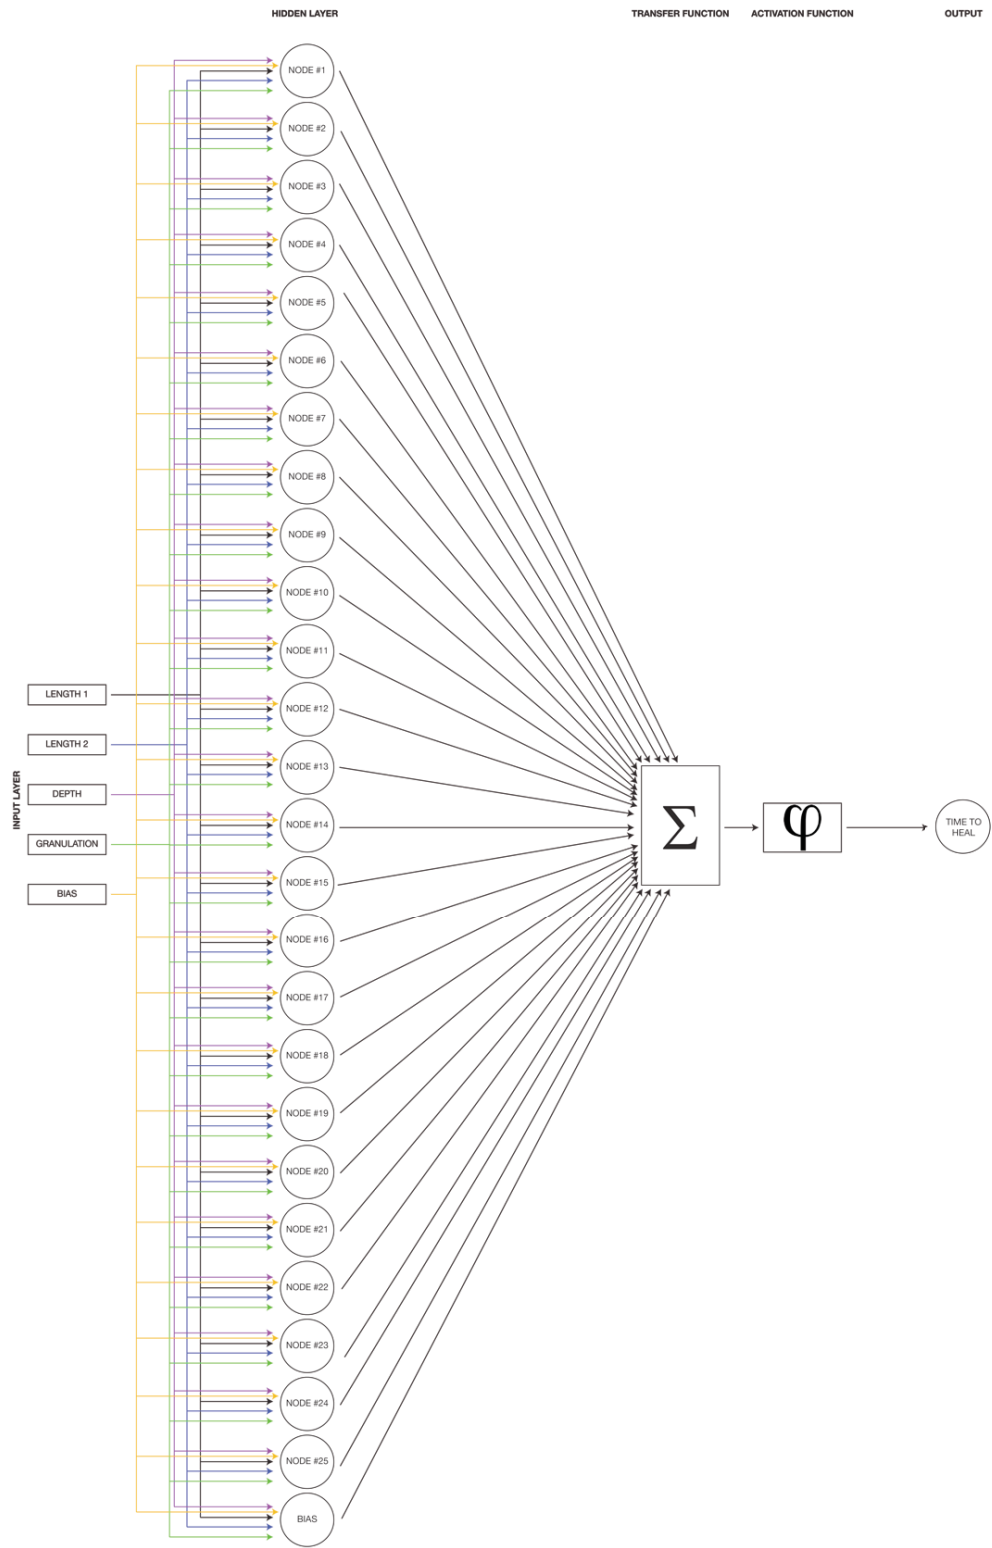 HIDDEN LAYER
TRANSFER FUNCTION
ACTIVATION FUNCTION
OUTPUT
NODE #1
NODE #2
NODE #3
NODE #4
NODE #5
NODE #6
NODE #7
NODE #8
NODE #9
NODE #10
NODE #11
NODE #12
NODE #13
NODE #14
NODE #15
NODE #16
NODE #17
NODE #18
NODE #19
NODE #20
NODE #21
NODE #22
NODE #23
NODE #24
NODE #25
BIAS
INPUT LAYER
LENGTH 1
LENGTH 2
DEPTH
GRANULATION
BIAS
Σ
φ
TIME TO
HEAL